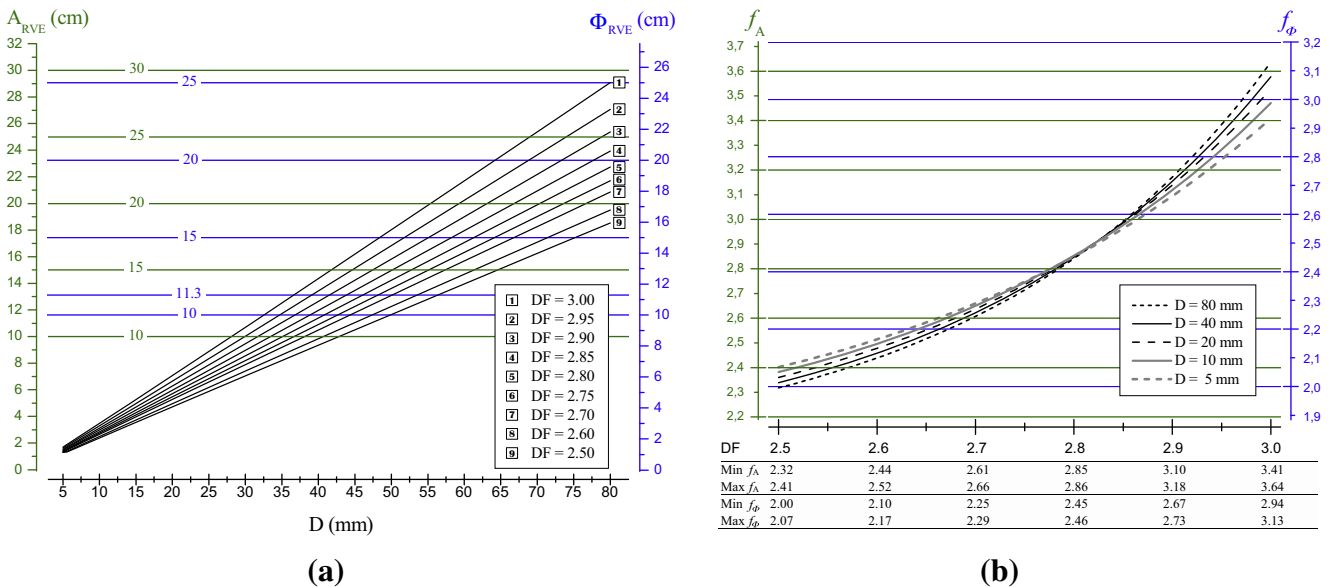 A_RVE (cm)
Φ_RVE (cm)
32
30
28
26
24
22
20
18
16
14
12
10
8
6
4
2
0
30
25
25
20
20
15
15
11.3
10
10
1
2
3
4
5
6
7
8
9
26
24
22
20
18
16
14
12
10
8
6
4
2
0
1 DF = 3.00
2 DF = 2.95
3 DF = 2.90
4 DF = 2.85
5 DF = 2.80
6 DF = 2.75
7 DF = 2.70
8 DF = 2.60
9 DF = 2.50
5 10 15 20 25 30 35 40 45 50 55 60 65 70 75 80
D (mm)
(a)
f_A
f_Φ
3,7
3,6
3,5
3,4
3,3
3,2
3,1
3,0
2,9
2,8
2,7
2,6
2,5
2,4
2,3
2,2
3,2
3,1
3,0
2,9
2,8
2,7
2,6
2,5
2,4
2,3
2,2
2,1
2,0
1,9
D = 80 mm
D = 40 mm
D = 20 mm
D = 10 mm
D = 5 mm
DF 2.5 2.6 2.7 2.8 2.9 3.0
Min f_A 2.32 2.44 2.61 2.85 3.10 3.41
Max f_A 2.41 2.52 2.66 2.86 3.18 3.64
Min f_Φ 2.00 2.10 2.25 2.45 2.67 2.94
Max f_Φ 2.07 2.17 2.29 2.46 2.73 3.13
(b)